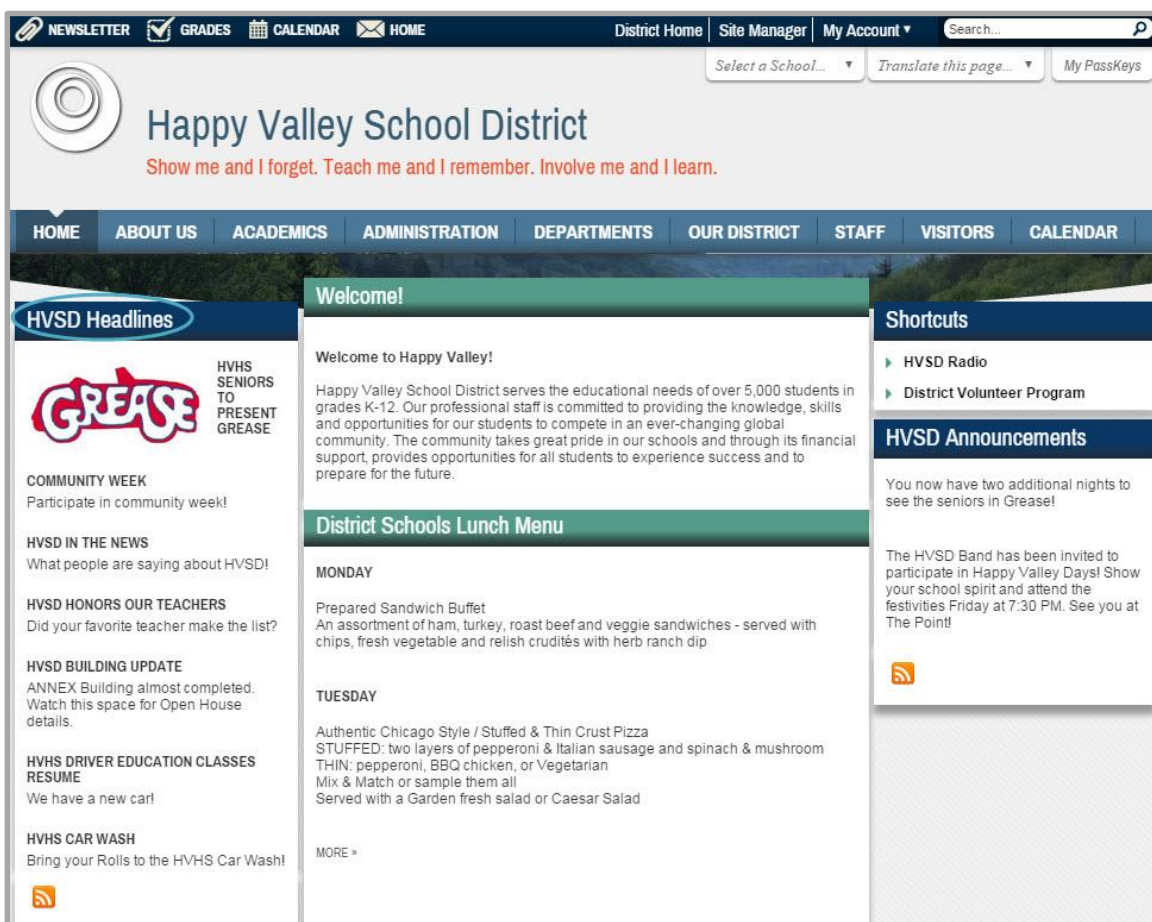 NEWSLETTER GRADES CALENDAR HOME District Home Site Manager My Account Search...
Select a School... Translate this page... My PassKeys
Happy Valley School District
Show me and I forget. Teach me and I remember. Involve me and I learn.
HOME ABOUT US ACADEMICS ADMINISTRATION DEPARTMENTS OUR DISTRICT STAFF VISITORS CALENDAR
HVSD Headlines
GREASE
HVHS
SENIORS
TO
PRESENT
GREASE
COMMUNITY WEEK
Participate in community week!
HVSD IN THE NEWS
What people are saying about HVSD!
HVSD HONORS OUR TEACHERS
Did your favorite teacher make the list?
HVSD BUILDING UPDATE
ANNEX Building almost completed.
Watch this space for Open House
details.
HVHS DRIVER EDUCATION CLASSES
RESUME
We have a new car!
HVHS CAR WASH
Bring your Rolls to the HVHS Car Wash!
Welcome!
Welcome to Happy Valley!
Happy Valley School District serves the educational needs of over 5,000 students in
grades K-12. Our professional staff is committed to providing the knowledge, skills
and opportunities for our students to compete in an ever-changing global
community. The community takes great pride in our schools and through its financial
support, provides opportunities for all students to experience success and to
prepare for the future.
District Schools Lunch Menu
MONDAY
Prepared Sandwich Buffet
An assortment of ham, turkey, roast beef and veggie sandwiches - served with
chips, fresh vegetable and relish crudités with herb ranch dip
TUESDAY
Authentic Chicago Style / Stuffed & Thin Crust Pizza
STUFFED: two layers of pepperoni & Italian sausage and spinach & mushroom
THIN: pepperoni, BBQ chicken, or Vegetarian
Mix & Match or sample them all
Served with a Garden fresh salad or Caesar Salad
MORE »
Shortcuts
HVSD Radio
District Volunteer Program
HVSD Announcements
You now have two additional nights to
see the seniors in Grease!
The HVSD Band has been invited to
participate in Happy Valley Days! Show
your school spirit and attend the
festivities Friday at 7:30 PM. See you at
The Point!